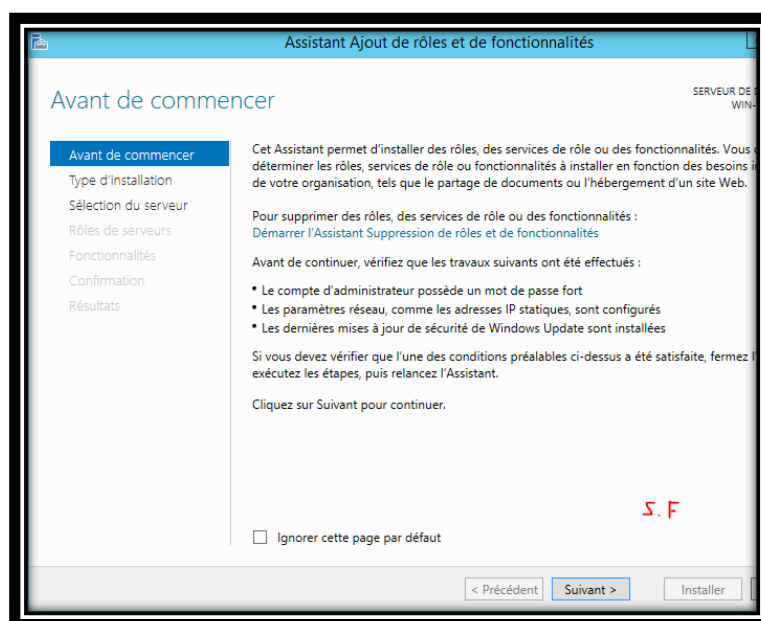 Assistant Ajout de rôles et de fonctionnalités
Avant de commencer
SERVEUR DE
WIN-
Avant de commencer
Type d'installation
Sélection du serveur
Rôles de serveurs
Fonctionnalités
Confirmation
Résultats
Cet Assistant permet d'installer des rôles, des services de rôle ou des fonctionnalités. Vous
déterminer les rôles, services de rôle ou fonctionnalités à installer en fonction des besoins
de votre organisation, tels que le partage de documents ou l'hébergement d'un site Web.
Pour supprimer des rôles, des services de rôle ou des fonctionnalités :
Démarrer l'Assistant Suppression de rôles et de fonctionnalités
Avant de continuer, vérifiez que les travaux suivants ont été effectués :
• Le compte d'administrateur possède un mot de passe fort
• Les paramètres réseau, comme les adresses IP statiques, sont configurés
• Les dernières mises à jour de sécurité de Windows Update sont installées
Si vous devez vérifier que l'une des conditions préalables ci-dessus a été satisfaite, fermez
exécutez les étapes, puis relancez l'Assistant.
Cliquez sur Suivant pour continuer.
S.F
Ignorer cette page par défaut
< Précédent
Suivant >
Installer